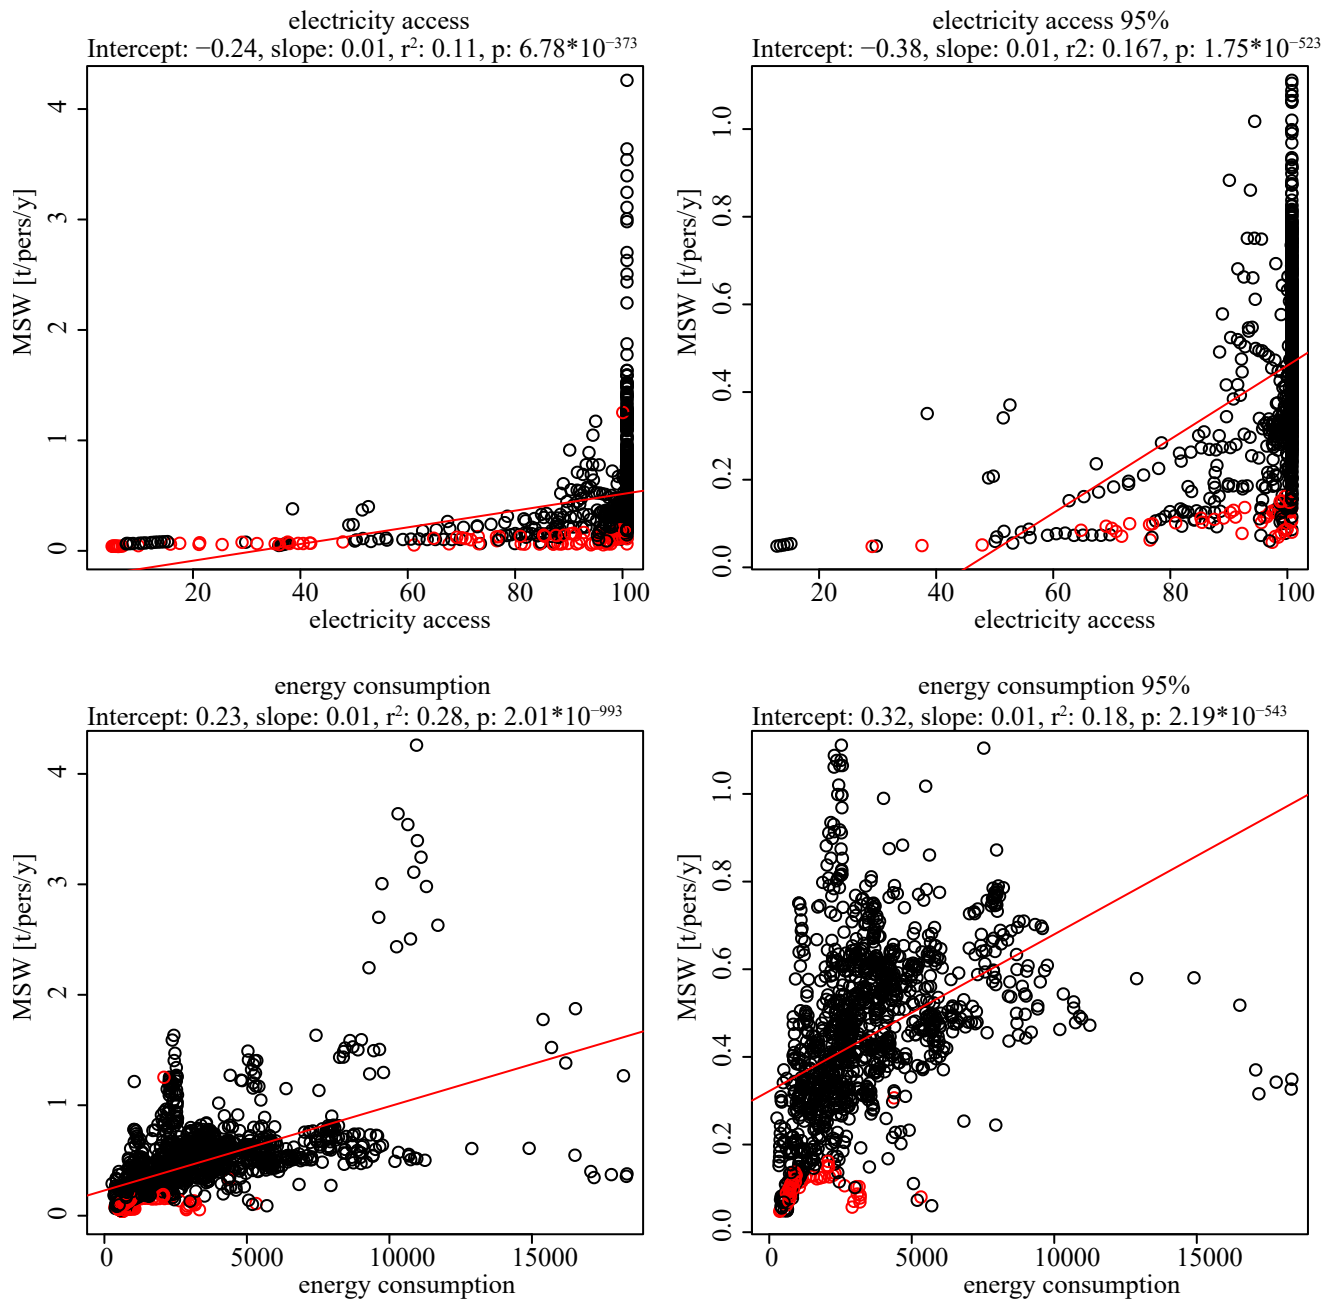 electricity access
Intercept: −0.24, slope: 0.01, r²: 0.11, p: 6.78*10⁻³⁷³
MSW [t/pers/y]
4
3
2
1
0
20 40 60 80 100
electricity access
electricity access 95%
Intercept: −0.38, slope: 0.01, r2: 0.167, p: 1.75*10⁻⁵²³
MSW [t/pers/y]
1.0
0.8
0.6
0.4
0.2
0.0
20 40 60 80 100
electricity access
energy consumption
Intercept: 0.23, slope: 0.01, r²: 0.28, p: 2.01*10⁻⁹⁹³
MSW [t/pers/y]
4
3
2
1
0
0 5000 10000 15000
energy consumption
energy consumption 95%
Intercept: 0.32, slope: 0.01, r²: 0.18, p: 2.19*10⁻⁵⁴³
MSW [t/pers/y]
1.0
0.8
0.6
0.4
0.2
0.0
0 5000 10000 15000
energy consumption